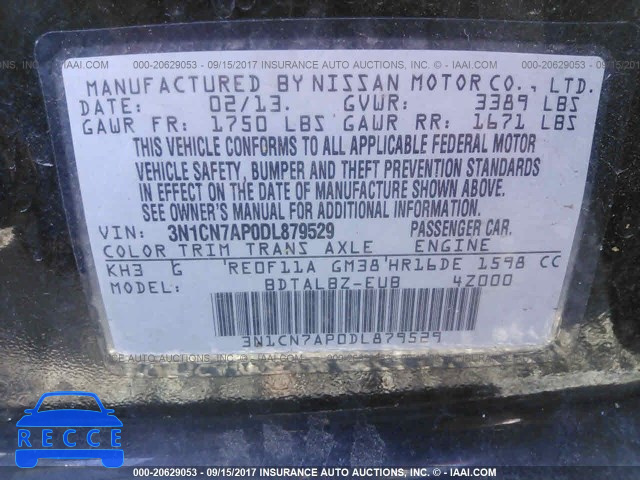 000-20629053 - 09/15/2017 INSURANCE AUTO AUCTIONS - IAAI.COM
MANUFACTURED BY NISSAN MOTOR CO., LTD.
DATE: 02/13. GVWR: 3389 LBS
GAWR FR: 1750 LBS GAWR RR: 1671 LBS
THIS VEHICLE CONFORMS TO ALL APPLICABLE FEDERAL MOTOR
VEHICLE SAFETY, BUMPER AND THEFT PREVENTION STANDARDS
IN EFFECT ON THE DATE OF MANUFACTURE SHOWN ABOVE.
SEE OWNER'S MANUAL FOR ADDITIONAL INFORMATION.
VIN: 3N1CN7AP0DL879529 PASSENGER CAR.
COLOR TRIM TRANS AXLE ENGINE
KH3 G RE0F11A GM38 HR16DE 1598 CC
MODEL: BDTALBZ-EUB 4Z000
3N1CN7AP0DL879529
RECCE
000-20629053 - 09/15/2017 INSURANCE AUTO AUCTIONS - IAAI.COM